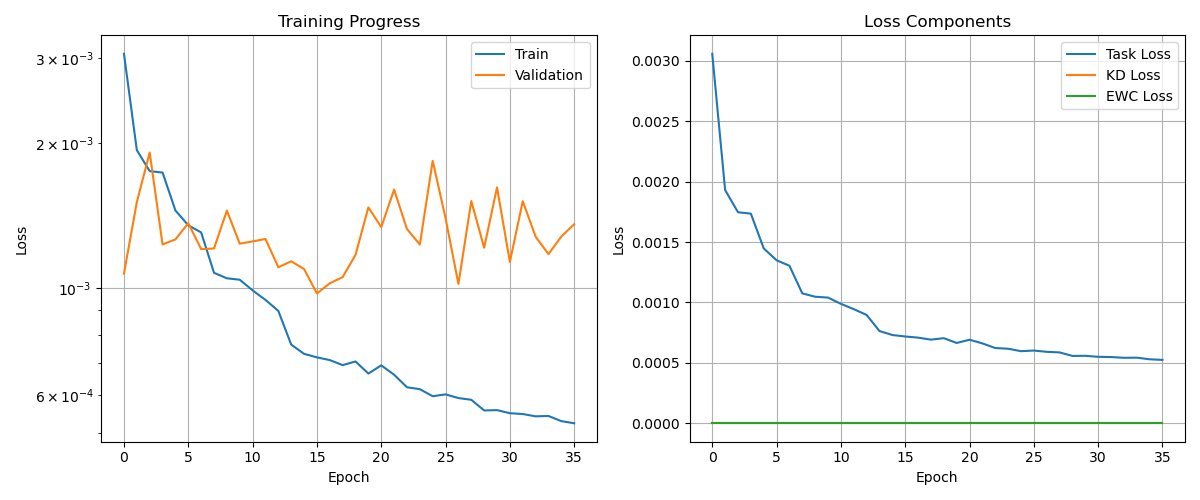 Training Progress
Loss
3 × 10⁻³
2 × 10⁻³
10⁻³
6 × 10⁻⁴
Train
Validation
0 5 10 15 20 25 30 35
Epoch
Loss Components
Loss
0.0030
0.0025
0.0020
0.0015
0.0010
0.0005
0.0000
Task Loss
KD Loss
EWC Loss
0 5 10 15 20 25 30 35
Epoch